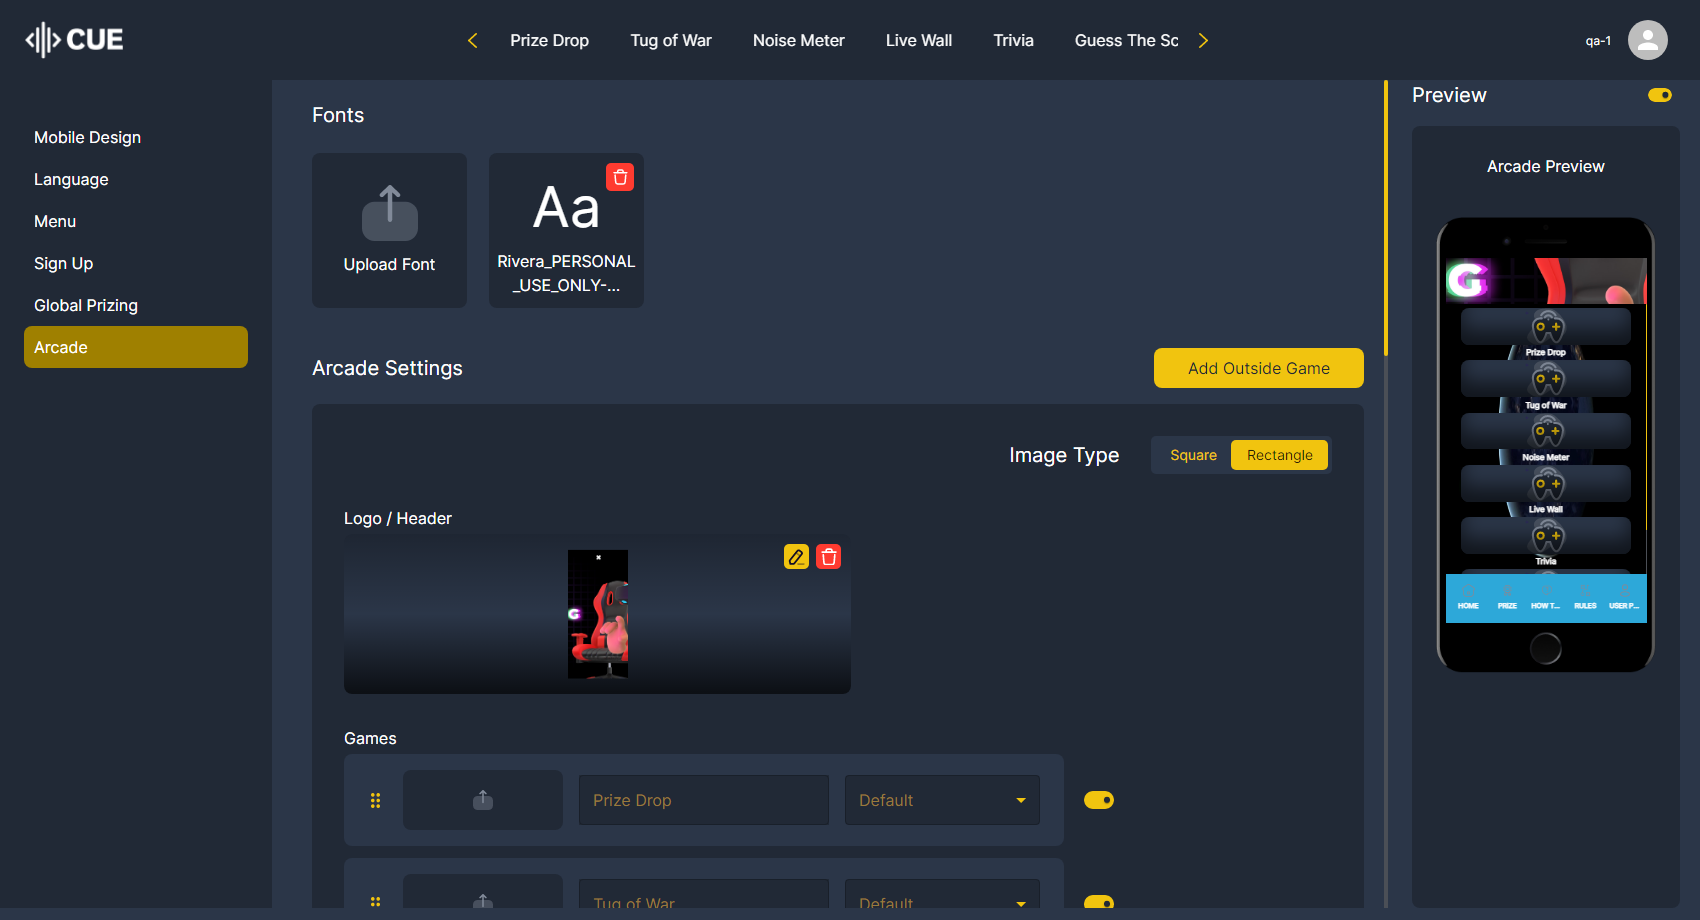 CUE
Prize Drop
Tug of War
Noise Meter
Live Wall
Trivia
Guess The Sc
qa-1
Mobile Design
Language
Menu
Sign Up
Global Prizing
Arcade
Fonts
Upload Font
Aa
Rivera_PERSONAL
_USE_ONLY-...
Arcade Settings
Add Outside Game
Image Type
Square
Rectangle
Logo / Header
Games
Prize Drop
Default
Tug of War
Default
Preview
Arcade Preview
G
Prize Drop
Tug of War
Noise Meter
Live Wall
Trivia
HOME
PRIZE
HOW T...
RULES
USER P...